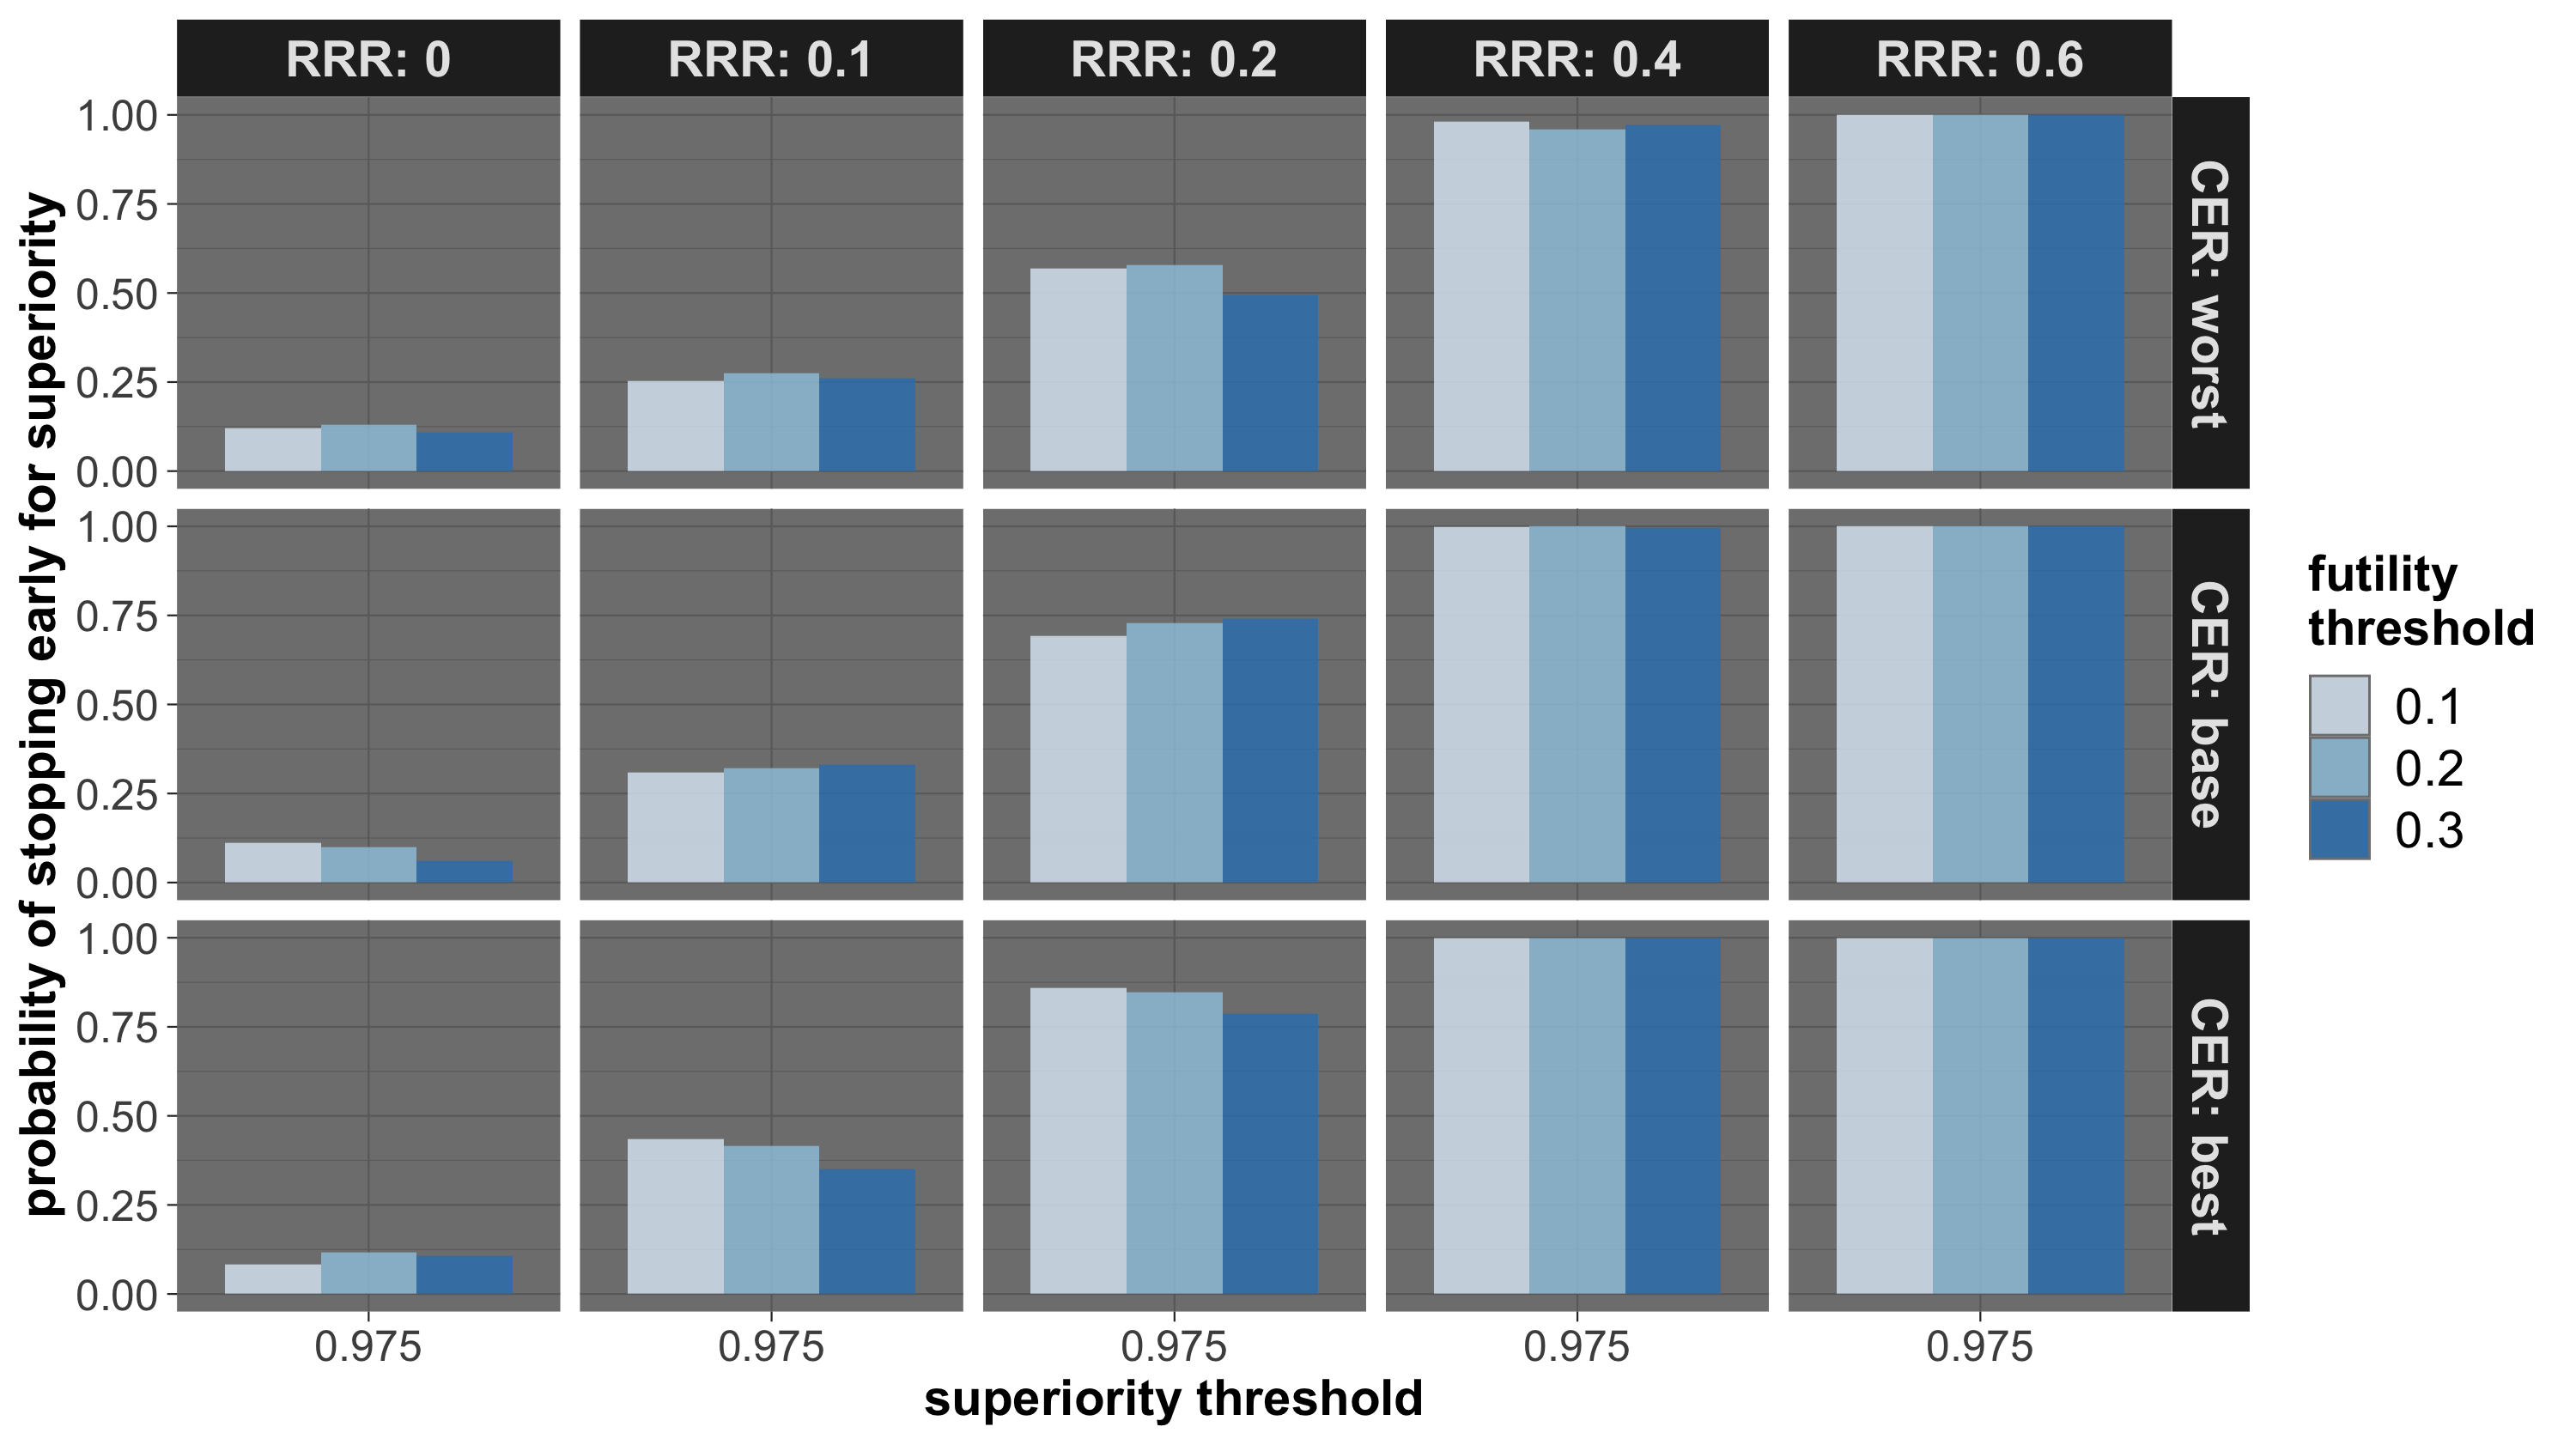 RRR: 0
RRR: 0.1
RRR: 0.2
RRR: 0.4
RRR: 0.6
probability of stopping early for superiority
1.00
0.75
0.50
0.25
0.00
CER: worst
1.00
0.75
0.50
0.25
0.00
CER: base
1.00
0.75
0.50
0.25
0.00
CER: best
0.975
0.975
0.975
0.975
0.975
superiority threshold
futility
threshold
0.1
0.2
0.3